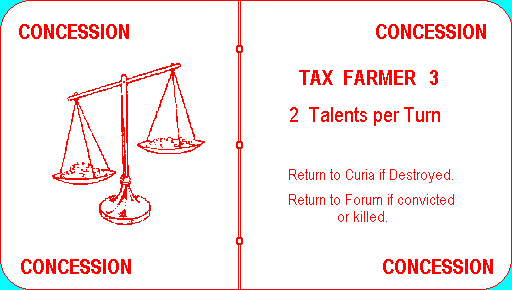 CONCESSION
CONCESSION
TAX FARMER 3
2 Talents per Turn
Return to Curia if Destroyed.
Return to Forum if convicted
or killed.
CONCESSION
CONCESSION